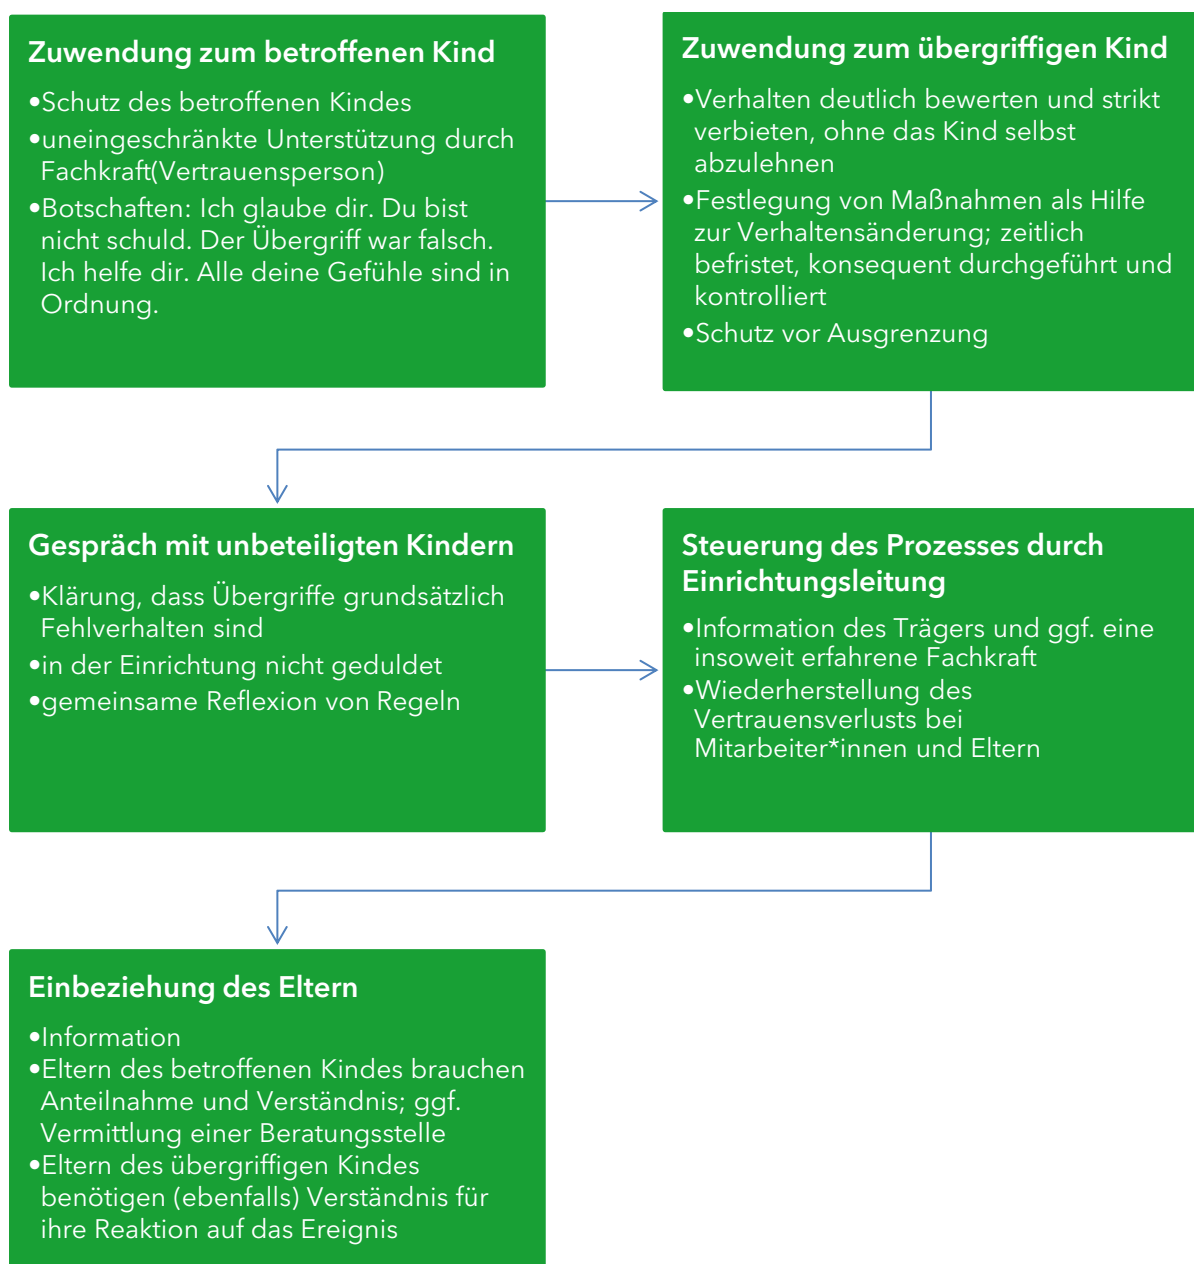 Zuwendung zum betroffenen Kind
•Schutz des betroffenen Kindes
•uneingeschränkte Unterstützung durch
Fachkraft(Vertrauensperson)
•Botschaften: Ich glaube dir. Du bist
nicht schuld. Der Übergriff war falsch.
Ich helfe dir. Alle deine Gefühle sind in
Ordnung.
Zuwendung zum übergriffigen Kind
•Verhalten deutlich bewerten und strikt
verbieten, ohne das Kind selbst
abzulehnen
•Festlegung von Maßnahmen als Hilfe
zur Verhaltensänderung; zeitlich
befristet, konsequent durchgeführt und
kontrolliert
•Schutz vor Ausgrenzung
Gespräch mit unbeteiligten Kindern
•Klärung, dass Übergriffe grundsätzlich
Fehlverhalten sind
•in der Einrichtung nicht geduldet
•gemeinsame Reflexion von Regeln
Steuerung des Prozesses durch
Einrichtungsleitung
•Information des Trägers und ggf. eine
insoweit erfahrene Fachkraft
•Wiederherstellung des
Vertrauensverlusts bei
Mitarbeiter*innen und Eltern
Einbeziehung des Eltern
•Information
•Eltern des betroffenen Kindes brauchen
Anteilnahme und Verständnis; ggf.
Vermittlung einer Beratungsstelle
•Eltern des übergriffigen Kindes
benötigen (ebenfalls) Verständnis für
ihre Reaktion auf das Ereignis